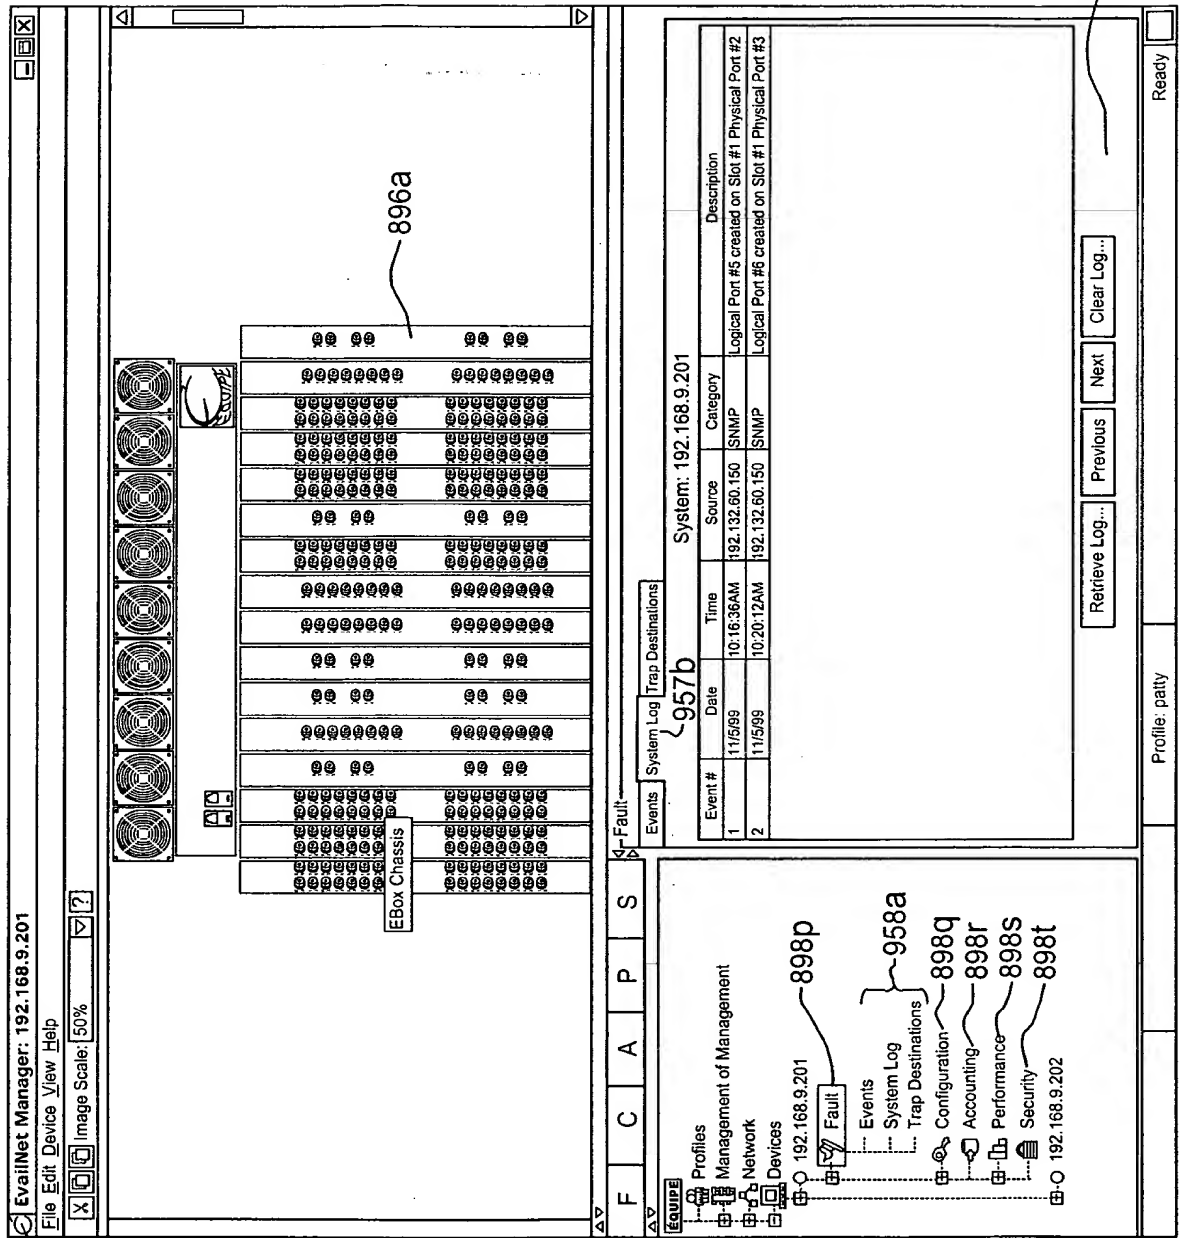 EvailNet Manager: 192.168.9.201
File Edit Device View Help
X Image Scale: 50% ?
EQUIPE
896a
EBox Chassis
F C A P S
EQUIPE
Profiles
Management of Management
Network
Devices
192.168.9.201
Fault
898p
Events
System Log
Trap Destinations
958a
Configuration
898q
Accounting
898r
Performance
898s
Security
898t
192.168.9.202
Fault
Events System Log Trap Destinations
957b
System: 192.168.9.201
Event # Date Time Source Category Description
1 11/5/99 10:16:36AM 192.132.60.150 SNMP Logical Port #5 created on Slot #1 Physical Port #2
2 11/5/99 10:20:12AM 192.132.60.150 SNMP Logical Port #6 created on Slot #1 Physical Port #3
Retrieve Log... Previous Next Clear Log...
Profile: patty
Ready